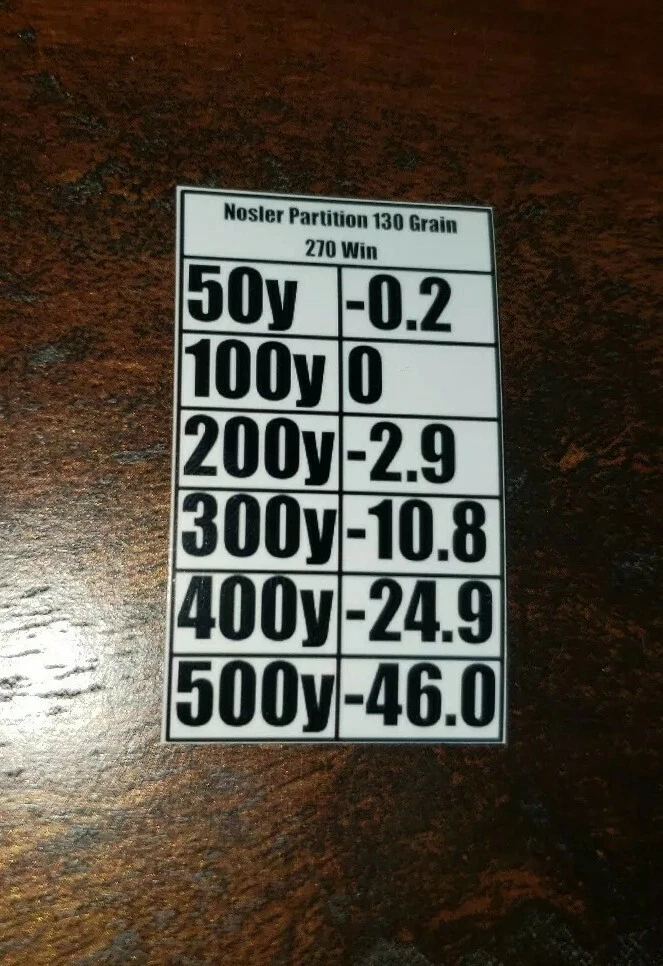 Nosler Partition 130 Grain
270 Win
50y -0.2
100y 0
200y -2.9
300y -10.8
400y -24.9
500y -46.0